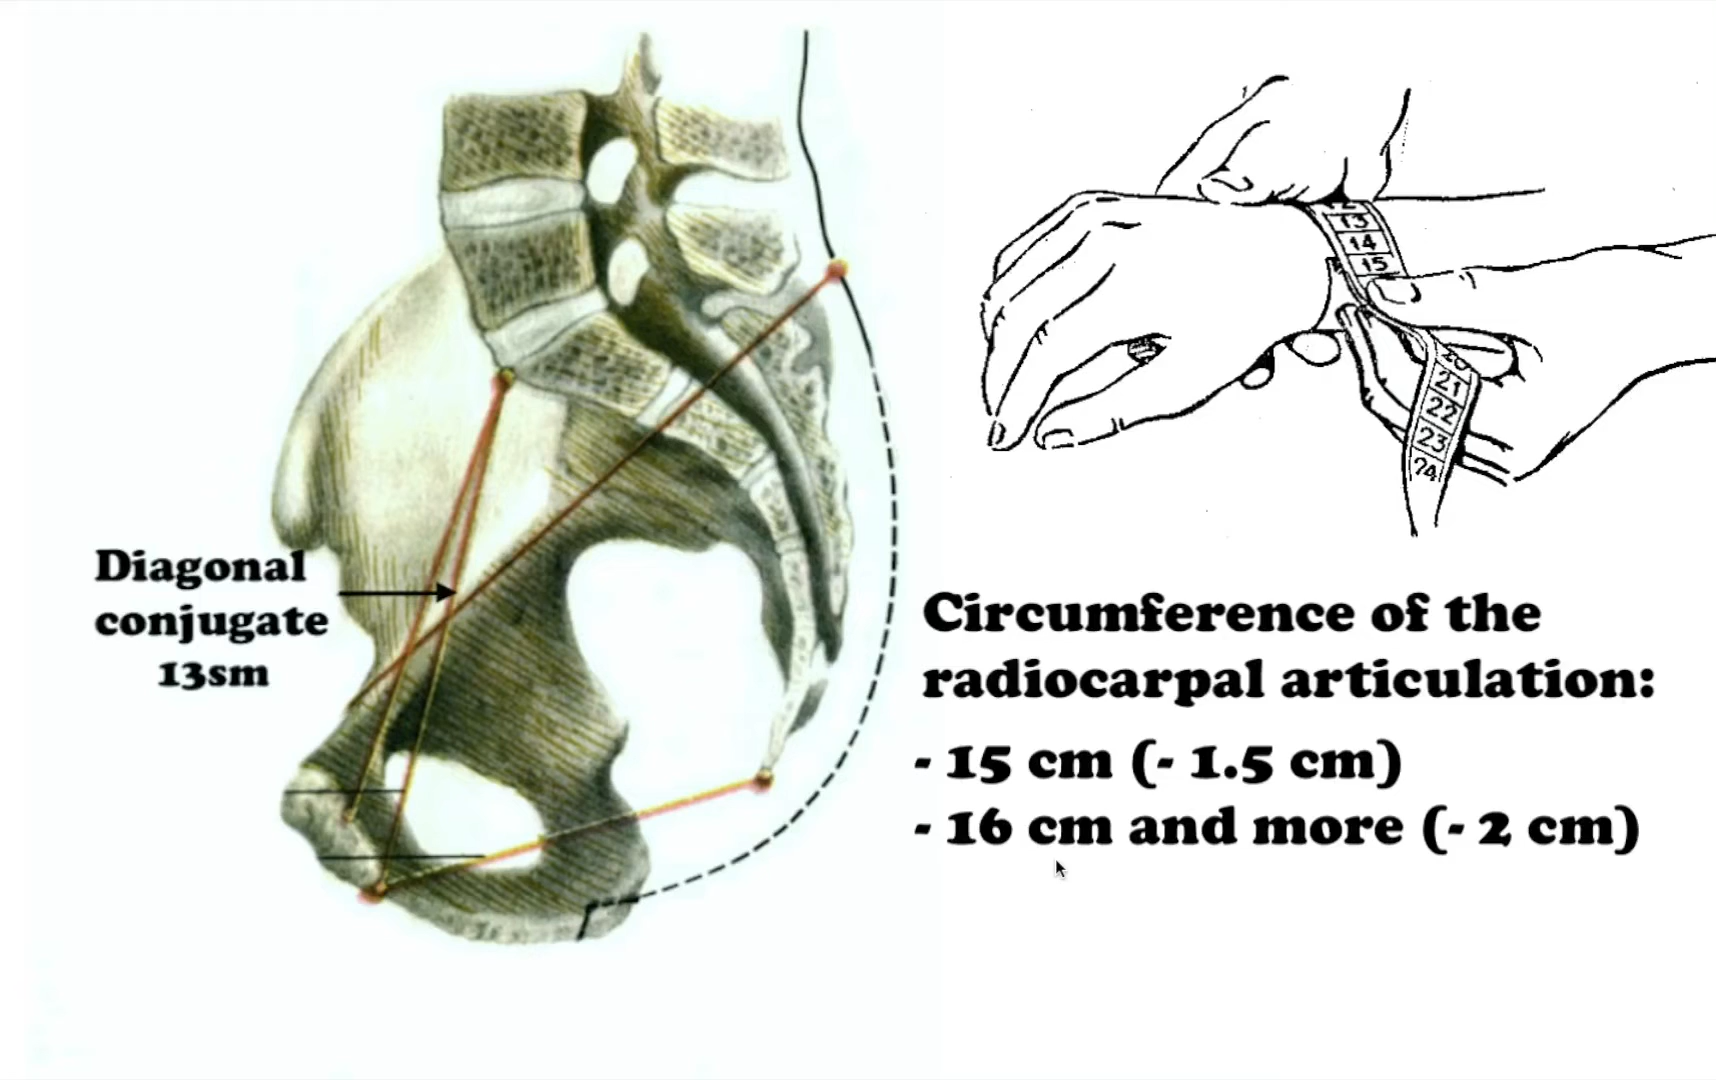 Diagonal
conjugate
13sm
13
14
15
20
21
22
23
24
Circumference of the
radiocarpal articulation:
- 15 cm (- 1.5 cm)
- 16 cm and more (- 2 cm)